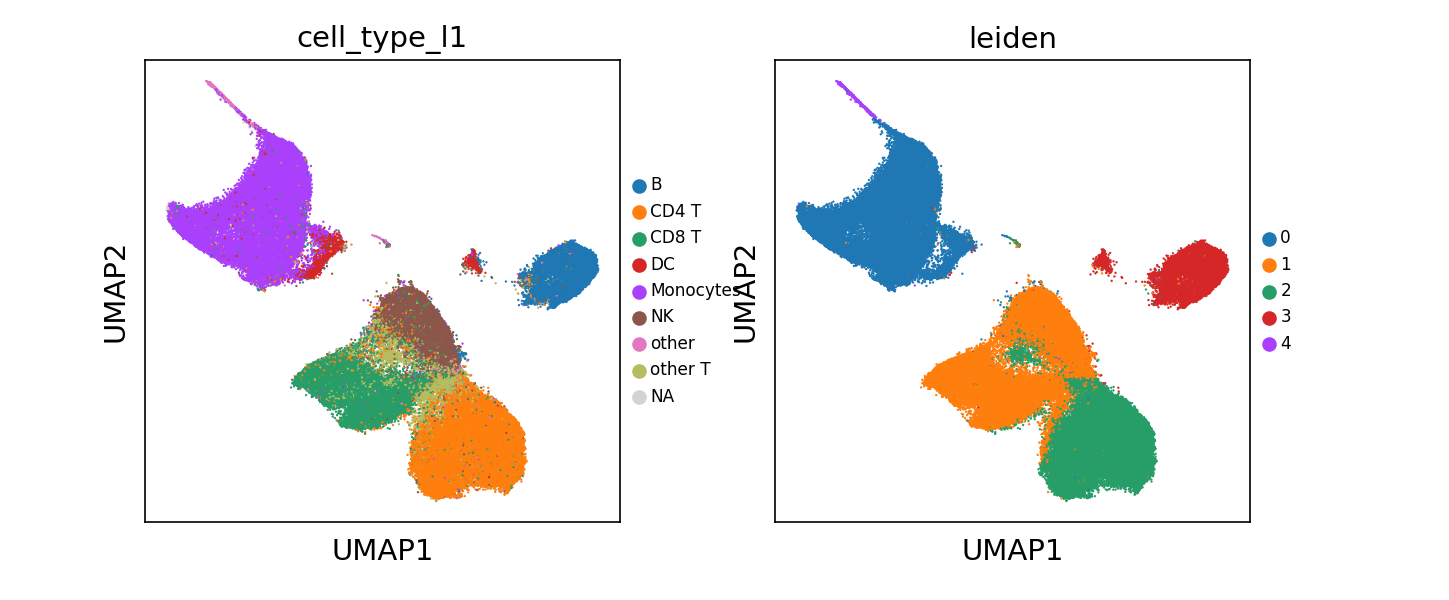 cell_type_l1
UMAP2
UMAP1
B
CD4 T
CD8 T
DC
Monocytes
NK
other
other T
NA
leiden
UMAP2
UMAP1
0
1
2
3
4